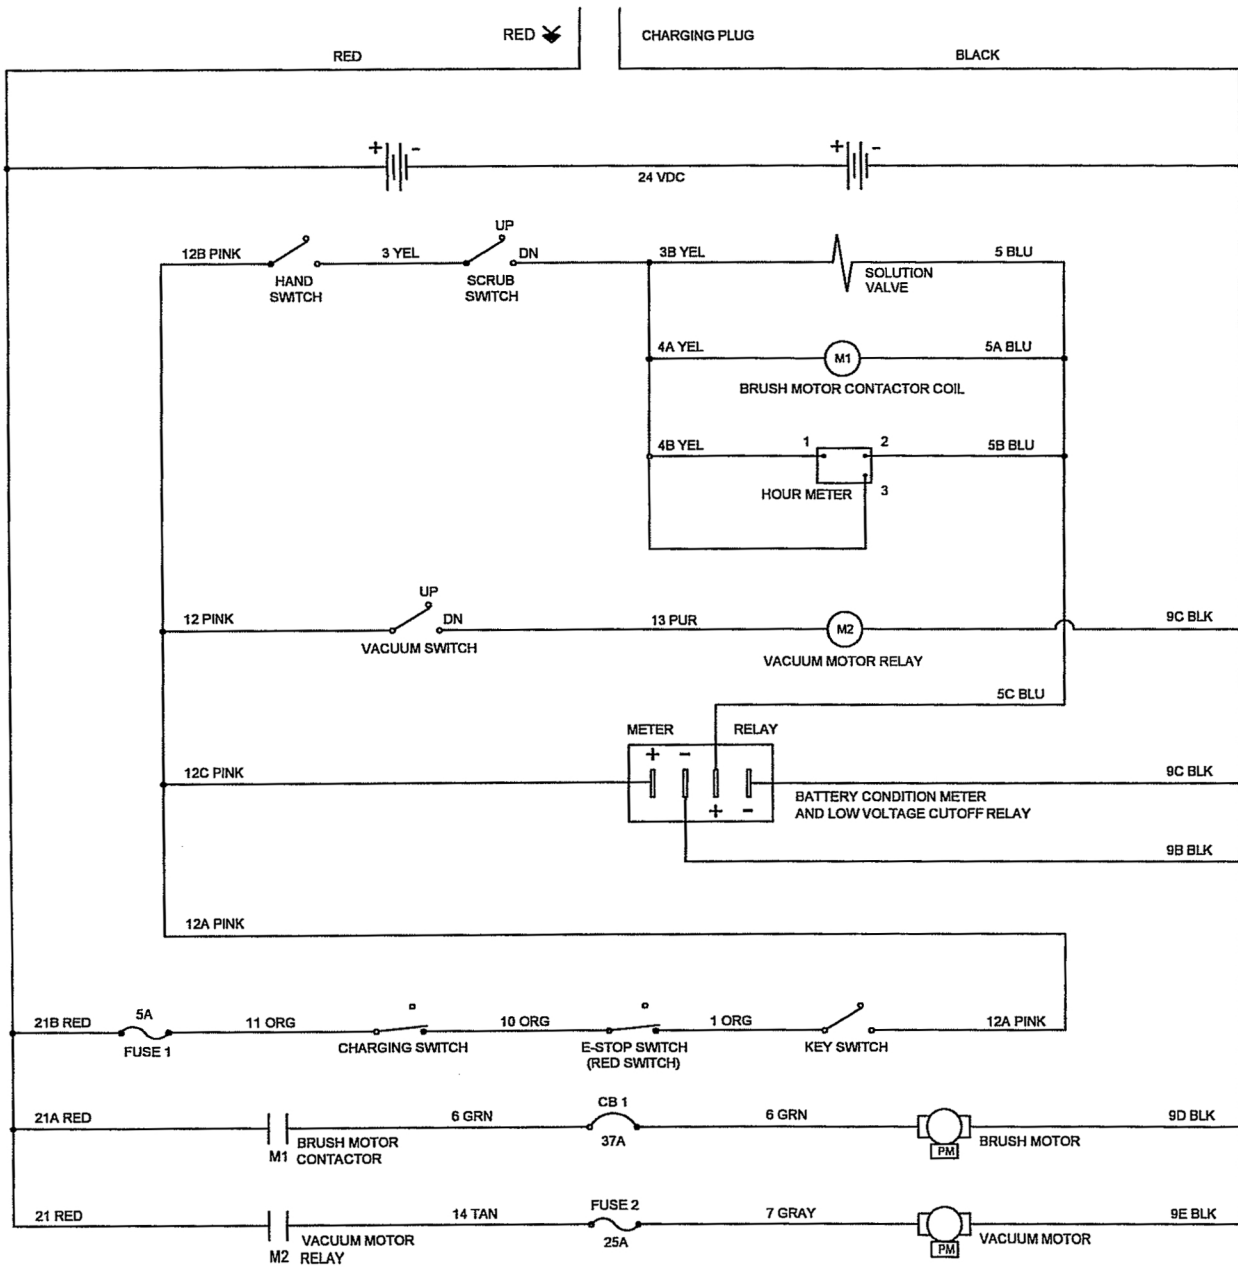 RED
CHARGING PLUG
RED
BLACK
+ -
+ -
24 VDC
UP
12B PINK
3 YEL
DN
3B YEL
5 BLU
HAND
SWITCH
SCRUB
SWITCH
SOLUTION
VALVE
4A YEL
M1
5A BLU
BRUSH MOTOR CONTACTOR COIL
4B YEL
1
2
5B BLU
HOUR METER
3
UP
12 PINK
DN
13 PUR
M2
9C BLK
VACUUM SWITCH
VACUUM MOTOR RELAY
5C BLU
METER
RELAY
+ -
12C PINK
9C BLK
+ -
BATTERY CONDITION METER
AND LOW VOLTAGE CUTOFF RELAY
9B BLK
12A PINK
5A
21B RED
11 ORG
10 ORG
1 ORG
12A PINK
FUSE 1
CHARGING SWITCH
E-STOP SWITCH
(RED SWITCH)
KEY SWITCH
CB 1
21A RED
6 GRN
6 GRN
9D BLK
37A
M1
BRUSH MOTOR
CONTACTOR
PM
BRUSH MOTOR
FUSE 2
21 RED
14 TAN
7 GRAY
9E BLK
25A
M2
VACUUM MOTOR
RELAY
PM
VACUUM MOTOR